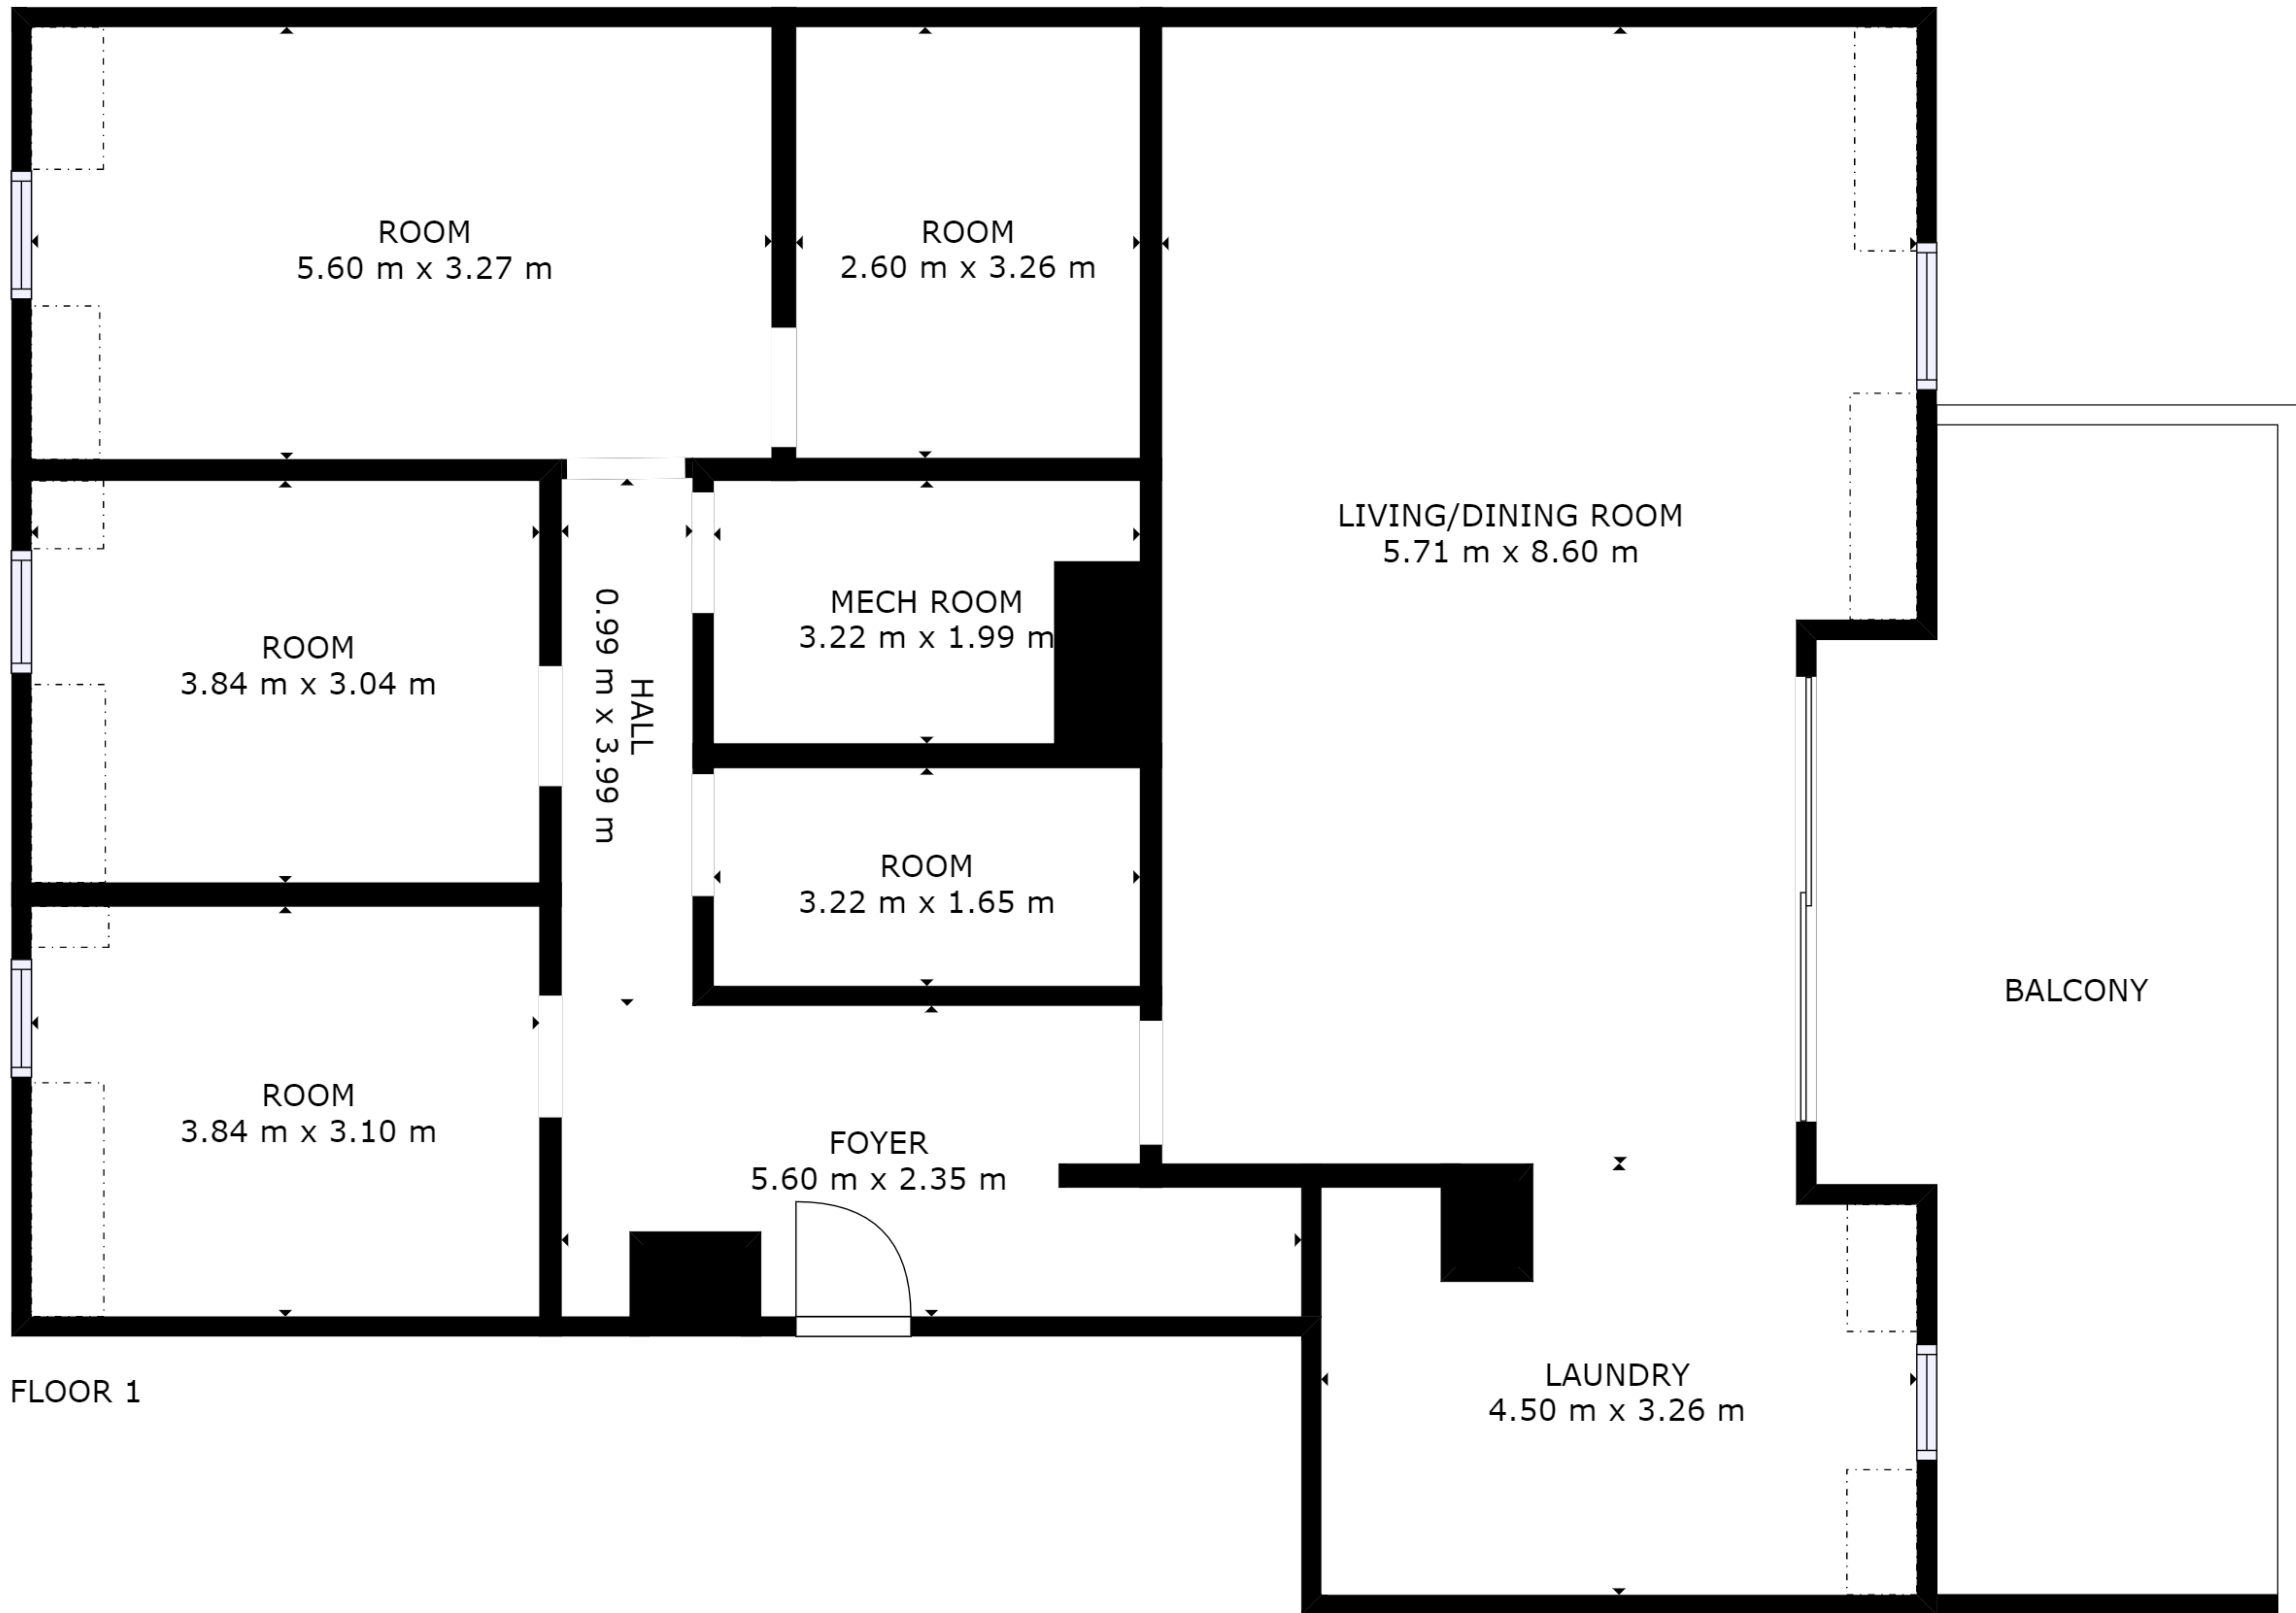 ROOM
5.60 m x 3.27 m
ROOM
2.60 m x 3.26 m
LIVING/DINING ROOM
5.71 m x 8.60 m
MECH ROOM
3.22 m x 1.99 m
ROOM
3.84 m x 3.04 m
HALL
0.99 m x 3.99 m
ROOM
3.22 m x 1.65 m
BALCONY
ROOM
3.84 m x 3.10 m
FOYER
5.60 m x 2.35 m
LAUNDRY
4.50 m x 3.26 m
FLOOR 1